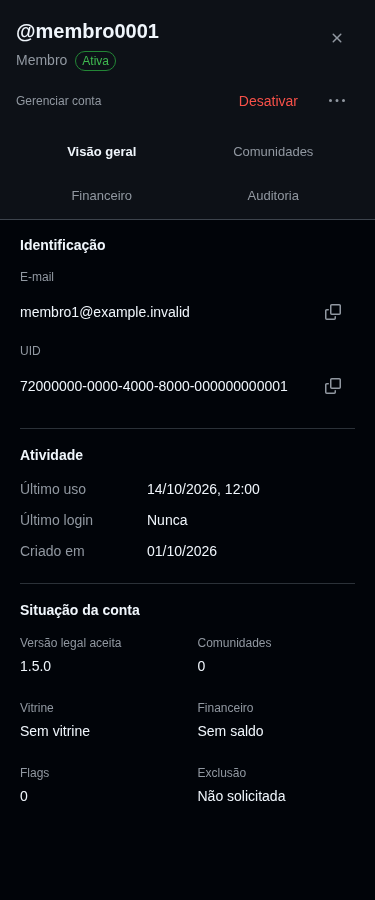 @membro0001
Membro Ativa
Gerenciar conta Desativar
Visão geral Comunidades
Financeiro Auditoria
Identificação
E-mail
membro1@example.invalid
UID
72000000-0000-4000-8000-000000000001
Atividade
Último uso 14/10/2026, 12:00
Último login Nunca
Criado em 01/10/2026
Situação da conta
Versão legal aceita Comunidades
1.5.0 0
Vitrine Financeiro
Sem vitrine Sem saldo
Flags Exclusão
0 Não solicitada